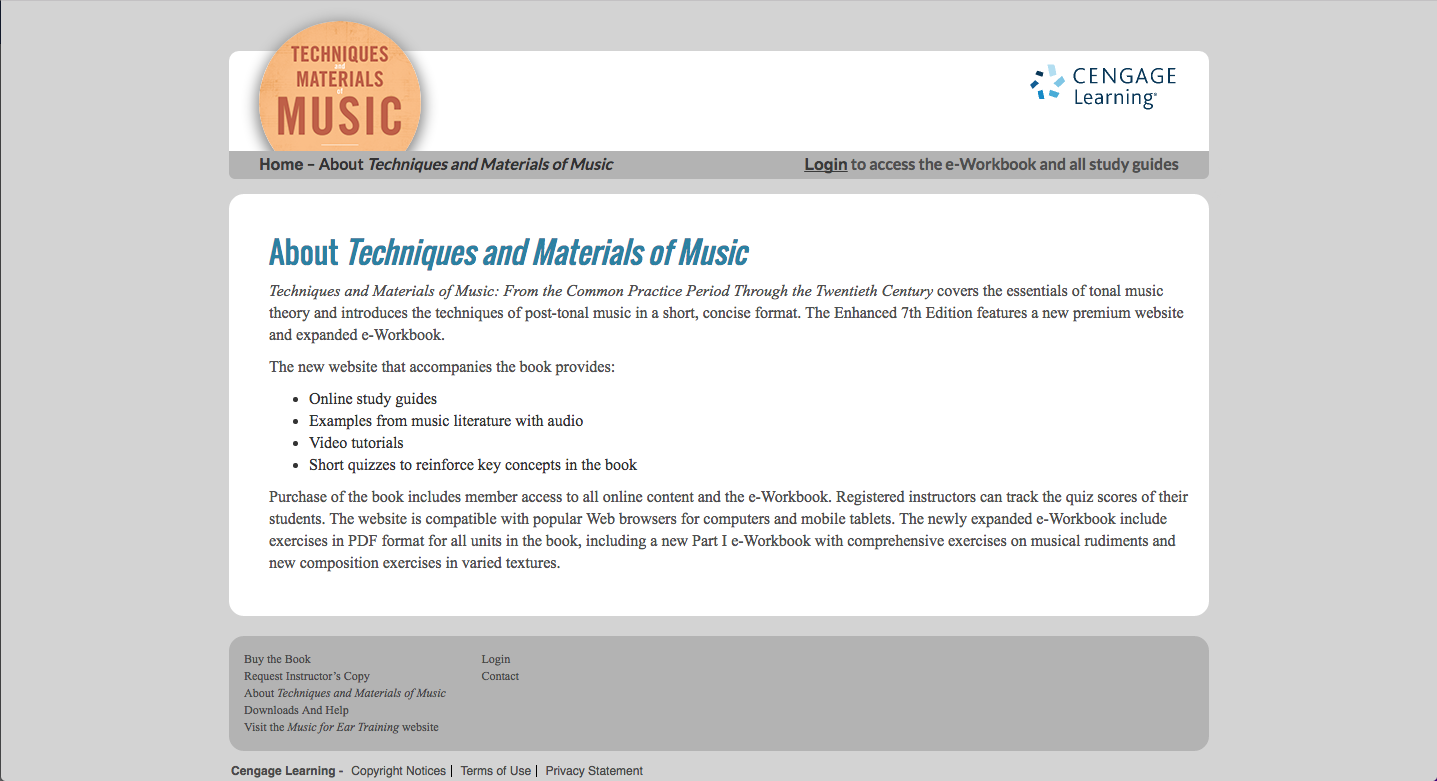 TECHNIQUES
and
MATERIALS
of
MUSIC
CENGAGE
Learning®
Home – About Techniques and Materials of Music
Login to access the e-Workbook and all study guides
About Techniques and Materials of Music
Techniques and Materials of Music: From the Common Practice Period Through the Twentieth Century covers the essentials of tonal music
theory and introduces the techniques of post-tonal music in a short, concise format. The Enhanced 7th Edition features a new premium website
and expanded e-Workbook.
The new website that accompanies the book provides:
• Online study guides
• Examples from music literature with audio
• Video tutorials
• Short quizzes to reinforce key concepts in the book
Purchase of the book includes member access to all online content and the e-Workbook. Registered instructors can track the quiz scores of their
students. The website is compatible with popular Web browsers for computers and mobile tablets. The newly expanded e-Workbook include
exercises in PDF format for all units in the book, including a new Part I e-Workbook with comprehensive exercises on musical rudiments and
new composition exercises in varied textures.
Buy the Book
Request Instructor’s Copy
About Techniques and Materials of Music
Downloads And Help
Visit the Music for Ear Training website
Login
Contact
Cengage Learning - Copyright Notices | Terms of Use | Privacy Statement